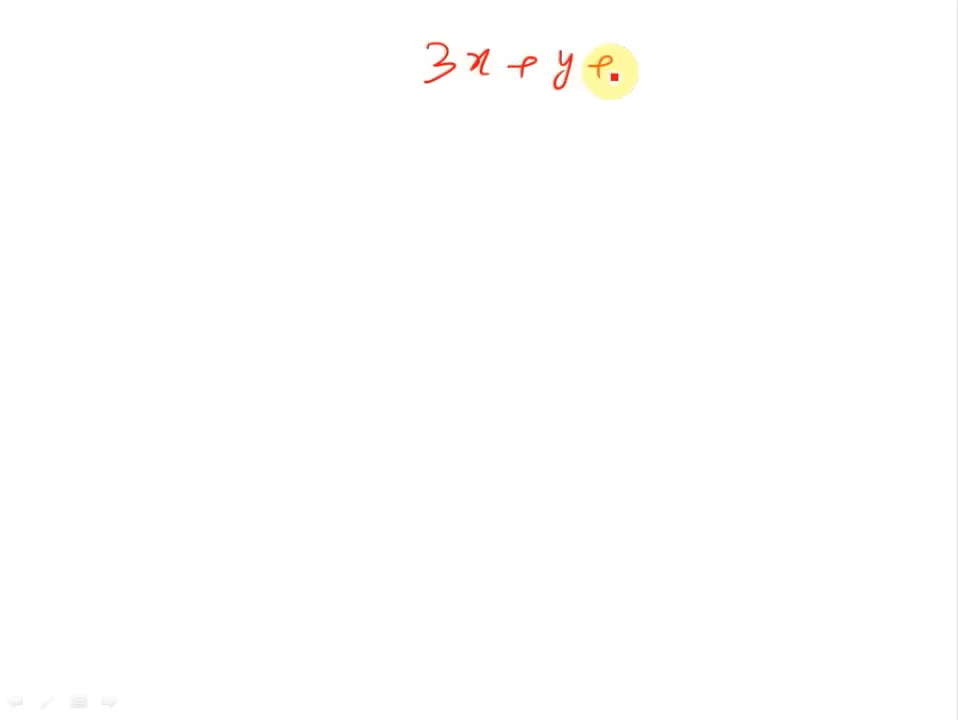 3x + y +